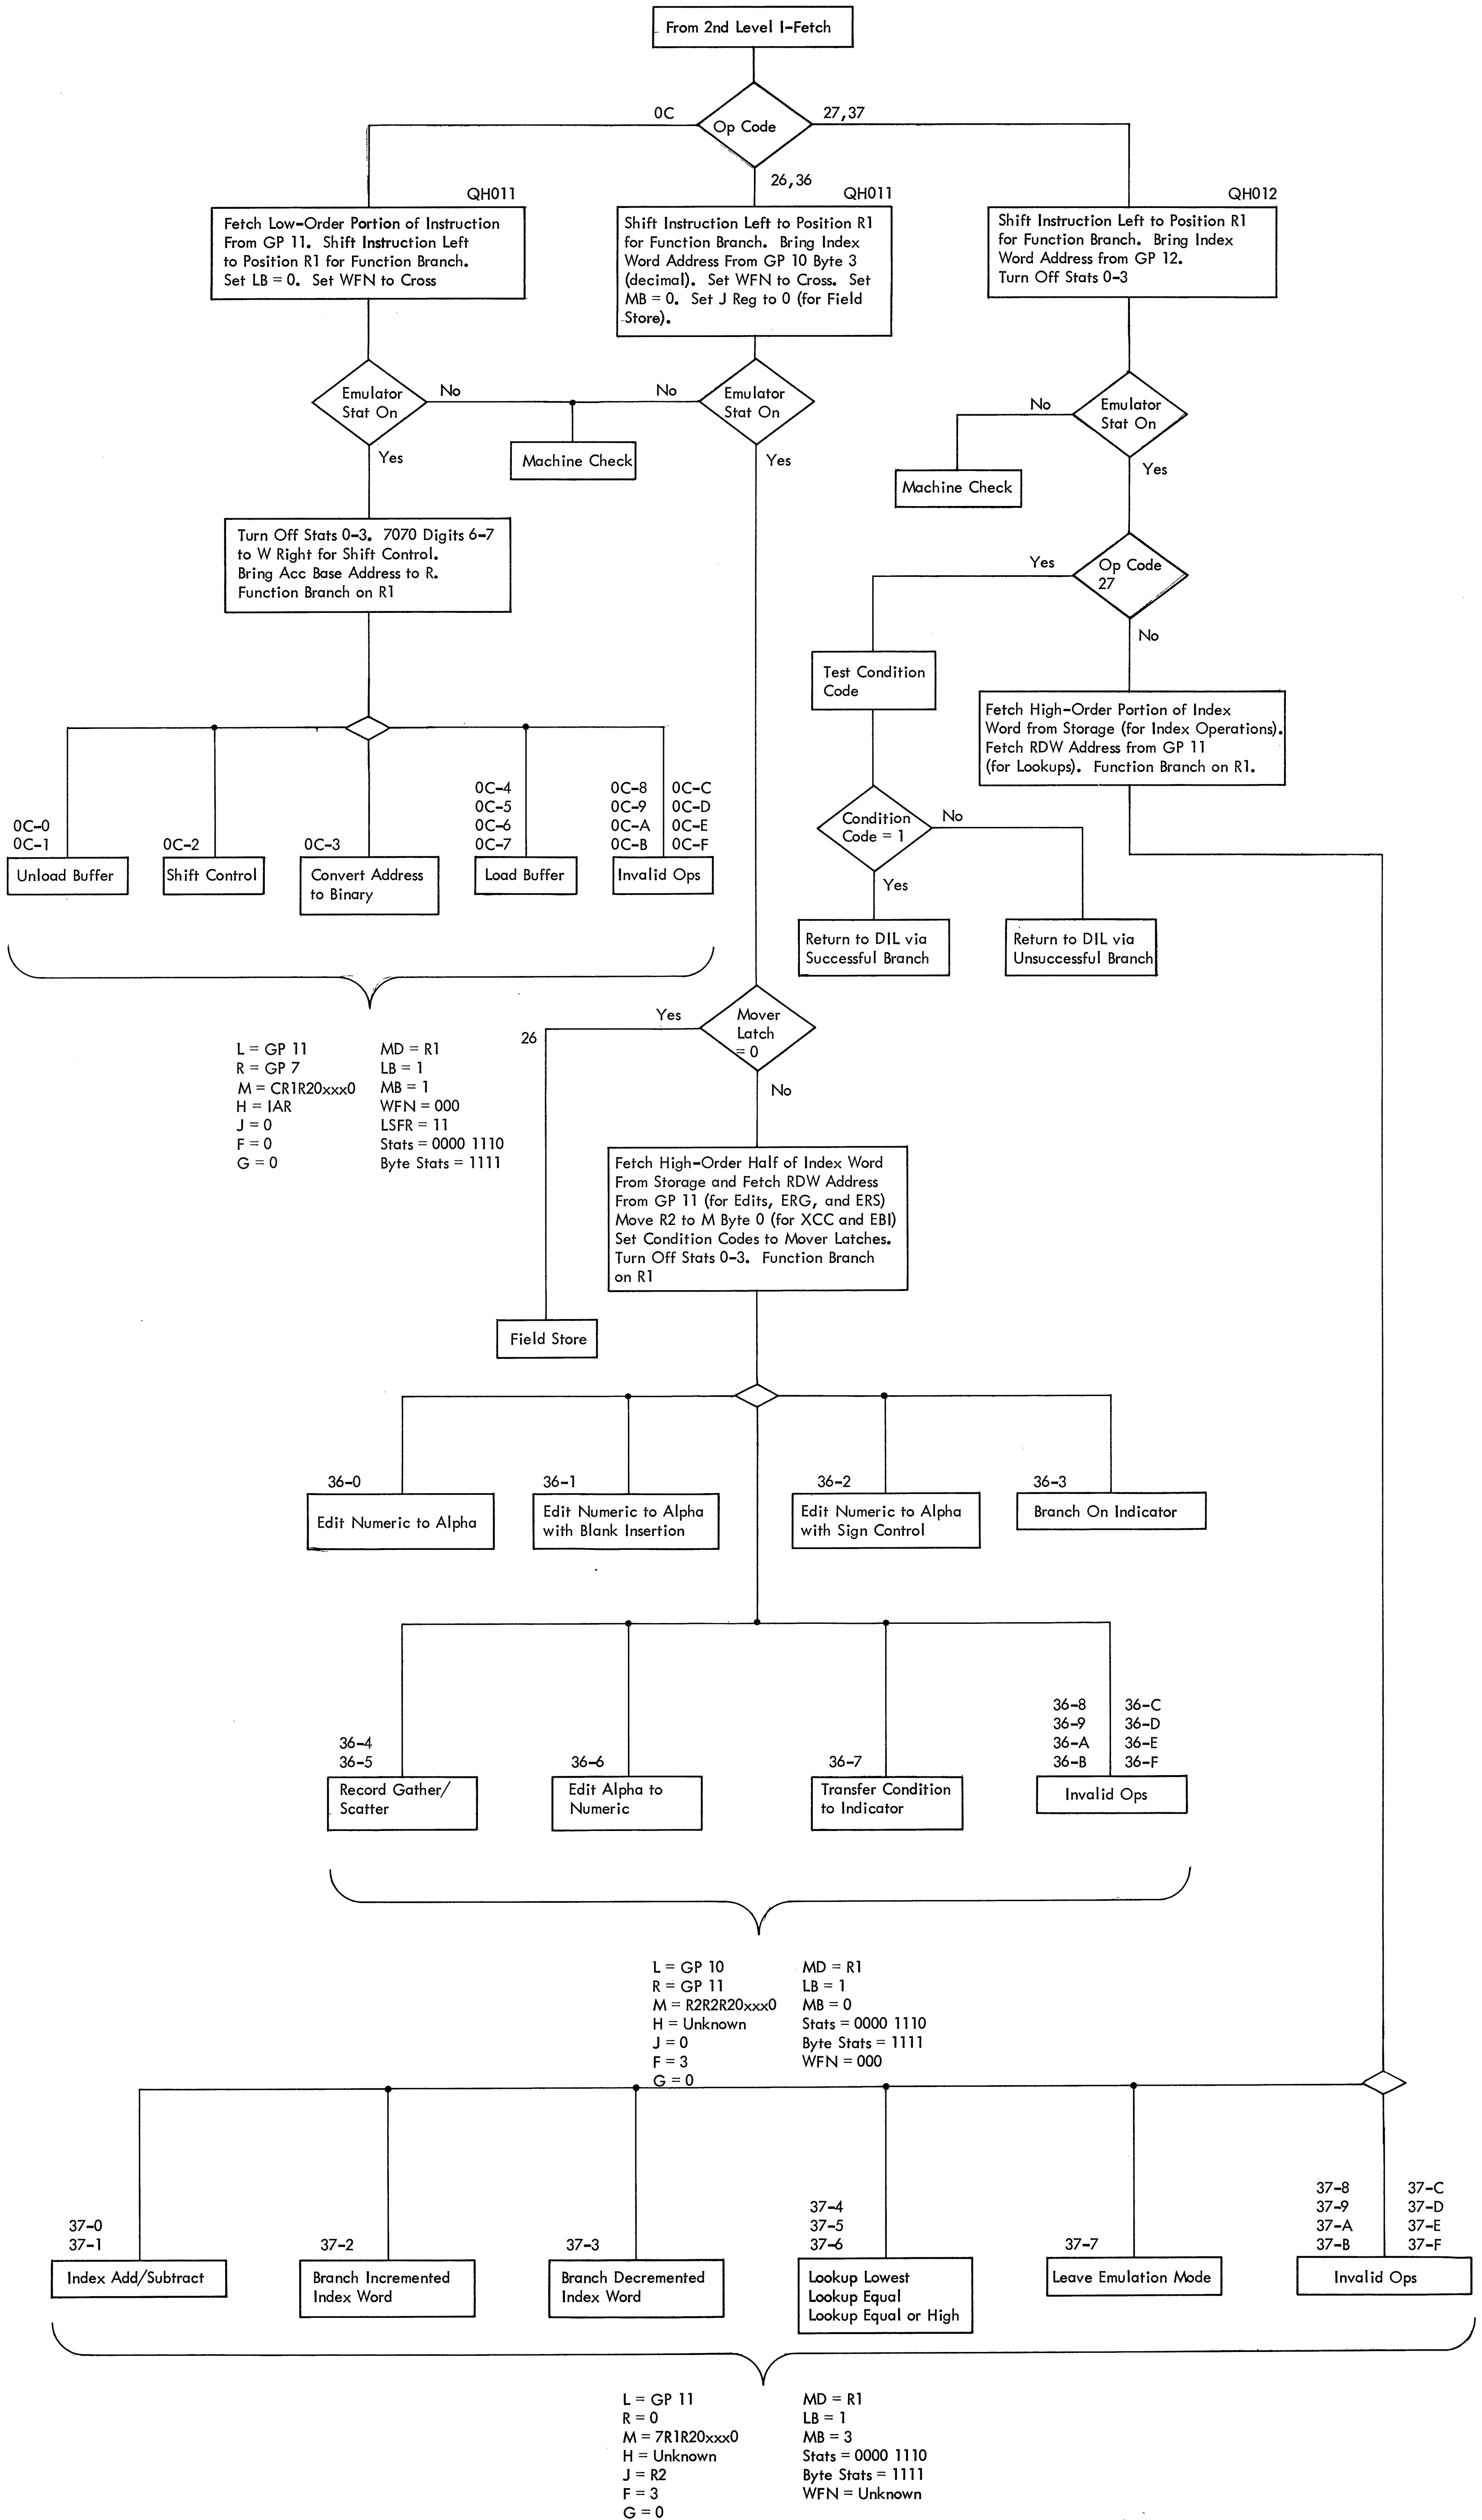 From 2nd Level I-Fetch
Op Code
0C
27,37
26,36
QH011
Fetch Low-Order Portion of Instruction
From GP 11. Shift Instruction Left
to Position R1 for Function Branch.
Set LB = 0. Set WFN to Cross
QH011
Shift Instruction Left to Position R1
for Function Branch. Bring Index
Word Address From GP 10 Byte 3
(decimal). Set WFN to Cross. Set
MB = 0. Set J Reg to 0 (for Field
Store).
QH012
Shift Instruction Left to Position R1
for Function Branch. Bring Index
Word Address from GP 12.
Turn Off Stats 0-3
Emulator
Stat On
No
Yes
Machine Check
No
Emulator
Stat On
Yes
No
Emulator
Stat On
Yes
Machine Check
Turn Off Stats 0-3. 7070 Digits 6-7
to W Right for Shift Control.
Bring Acc Base Address to R.
Function Branch on R1
Yes
Op Code
27
No
Test Condition
Code
Fetch High-Order Portion of Index
Word from Storage (for Index Operations).
Fetch RDW Address from GP 11
(for Lookups). Function Branch on R1.
Condition
Code = 1
No
Yes
Return to DIL via
Successful Branch
Return to DIL via
Unsuccessful Branch
0C-0
0C-1
Unload Buffer
0C-2
Shift Control
0C-3
Convert Address
to Binary
0C-4
0C-5
0C-6
0C-7
Load Buffer
0C-8 0C-C
0C-9 0C-D
0C-A 0C-E
0C-B 0C-F
Invalid Ops
L = GP 11 MD = R1
R = GP 7 LB = 1
M = CR1R20xxx0 MB = 1
H = IAR WFN = 000
J = 0 LSFR = 11
F = 0 Stats = 0000 1110
G = 0 Byte Stats = 1111
Yes
26
Mover
Latch
= 0
No
Fetch High-Order Half of Index Word
From Storage and Fetch RDW Address
From GP 11 (for Edits, ERG, and ERS)
Move R2 to M Byte 0 (for XCC and EBI)
Set Condition Codes to Mover Latches.
Turn Off Stats 0-3. Function Branch
on R1
Field Store
36-0
Edit Numeric to Alpha
36-1
Edit Numeric to Alpha
with Blank Insertion
36-2
Edit Numeric to Alpha
with Sign Control
36-3
Branch On Indicator
36-4
36-5
Record Gather/
Scatter
36-6
Edit Alpha to
Numeric
36-7
Transfer Condition
to Indicator
36-8 36-C
36-9 36-D
36-A 36-E
36-B 36-F
Invalid Ops
L = GP 10 MD = R1
R = GP 11 LB = 1
M = R2R2R20xxx0 MB = 0
H = Unknown Stats = 0000 1110
J = 0 Byte Stats = 1111
F = 3 WFN = 000
G = 0
37-0
37-1
Index Add/Subtract
37-2
Branch Incremented
Index Word
37-3
Branch Decremented
Index Word
37-4
37-5
37-6
Lookup Lowest
Lookup Equal
Lookup Equal or High
37-7
Leave Emulation Mode
37-8 37-C
37-9 37-D
37-A 37-E
37-B 37-F
Invalid Ops
L = GP 11 MD = R1
R = 0 LB = 1
M = 7R1R20xxx0 MB = 3
H = Unknown Stats = 0000 1110
J = R2 Byte Stats = 1111
F = 3 WFN = Unknown
G = 0